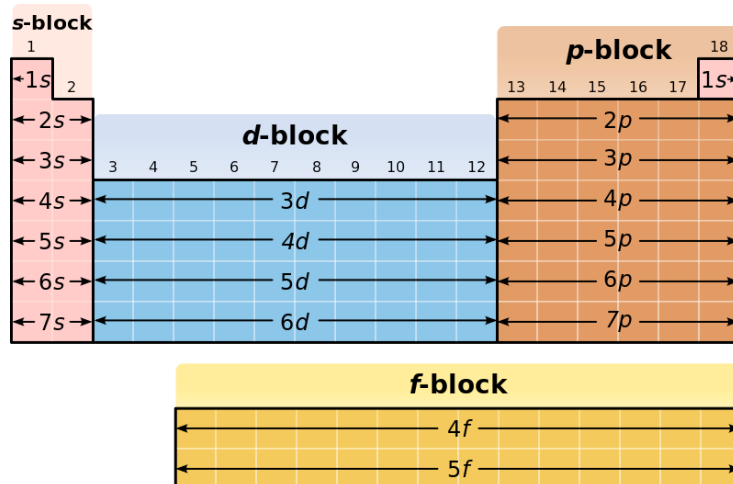 s-block
1
p-block
18
1s
2
13 14 15 16 17
1s
2s
d-block
2p
3s
3 4 5 6 7 8 9 10 11 12
3p
4s
3d
4p
5s
4d
5p
6s
5d
6p
7s
6d
7p
f-block
4f
5f